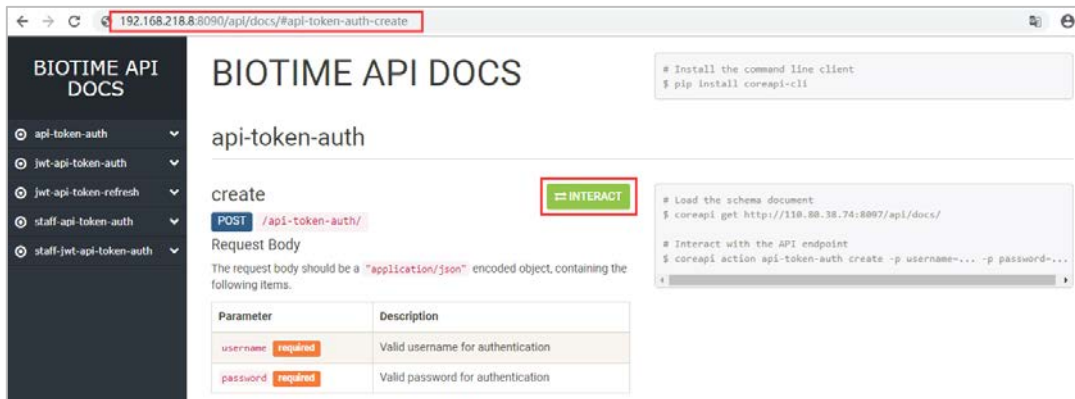 192.168.218.8:8090/api/docs/#api-token-auth-create
BIOTIME API
DOCS
api-token-auth
jwt-api-token-auth
jwt-api-token-refresh
staff-api-token-auth
staff-jwt-api-token-auth
BIOTIME API DOCS
# Install the command line client
$ pip install coreapi-cli
api-token-auth
create
INTERACT
POST /api-token-auth/
Request Body
The request body should be a "application/json" encoded object, containing the
following items.
Parameter Description
username required Valid username for authentication
password required Valid password for authentication
# Load the schema document
$ coreapi get http://110.80.38.74:8097/api/docs/
# Interact with the API endpoint
$ coreapi action api-token-auth create -p username=... -p password=...